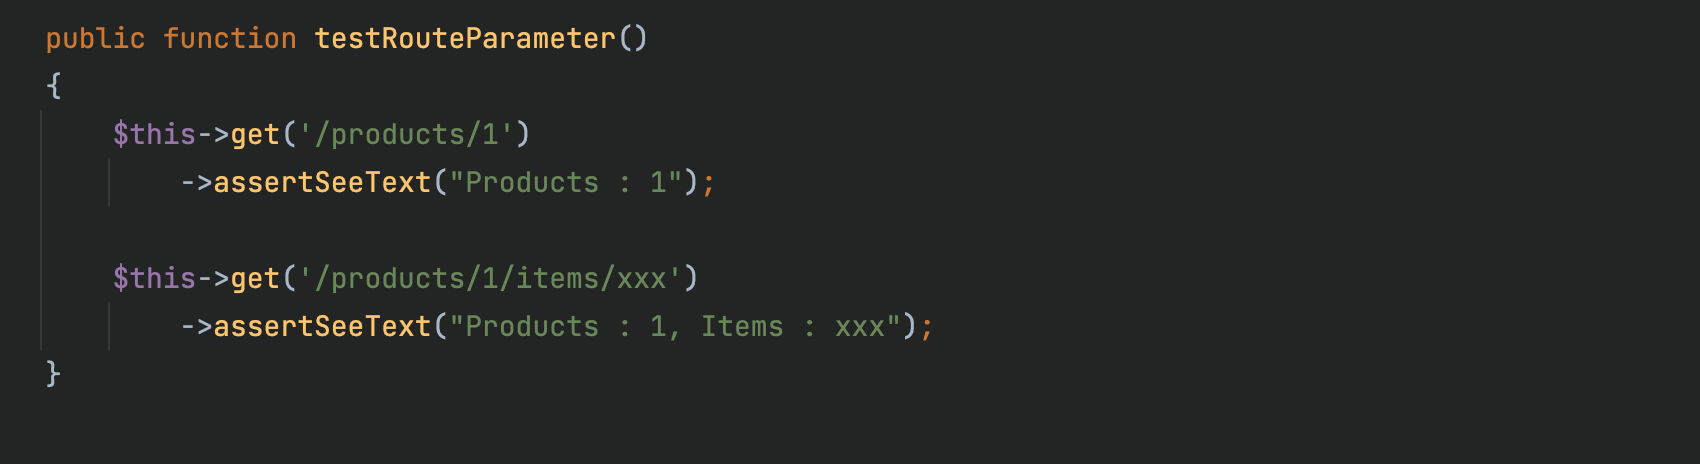 public function testRouteParameter()
{
    $this->get('/products/1')
        ->assertSeeText("Products : 1");

    $this->get('/products/1/items/xxx')
        ->assertSeeText("Products : 1, Items : xxx");
}